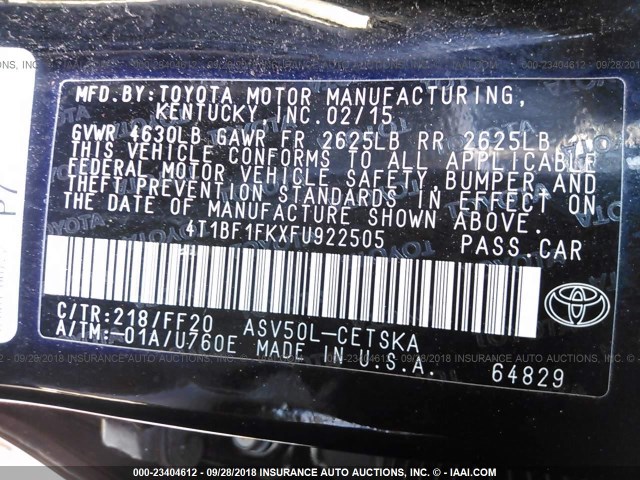 MFD.BY:TOYOTA MOTOR MANUFACTURING,
KENTUCKY,INC.02/15
GVWR 4630LB GAWR FR 2625LB RR 2625LB
THIS VEHICLE CONFORMS TO ALL APPLICABLE
FEDERAL MOTOR VEHICLE SAFETY,BUMPER,AND
THEFT PREVENTION STANDARDS IN EFFECT ON
THE DATE OF MANUFACTURE SHOWN ABOVE.
4T1BF1FKXFU922505 PASS.CAR
C/TR:218/FF20 ASV50L-CETSKA
A/TM:-01A/U760E MADE IN U.S.A.
64829
000-23404612 - 09/28/2018 INSURANCE AUTO AUCTIONS, INC. - IAAI.COM